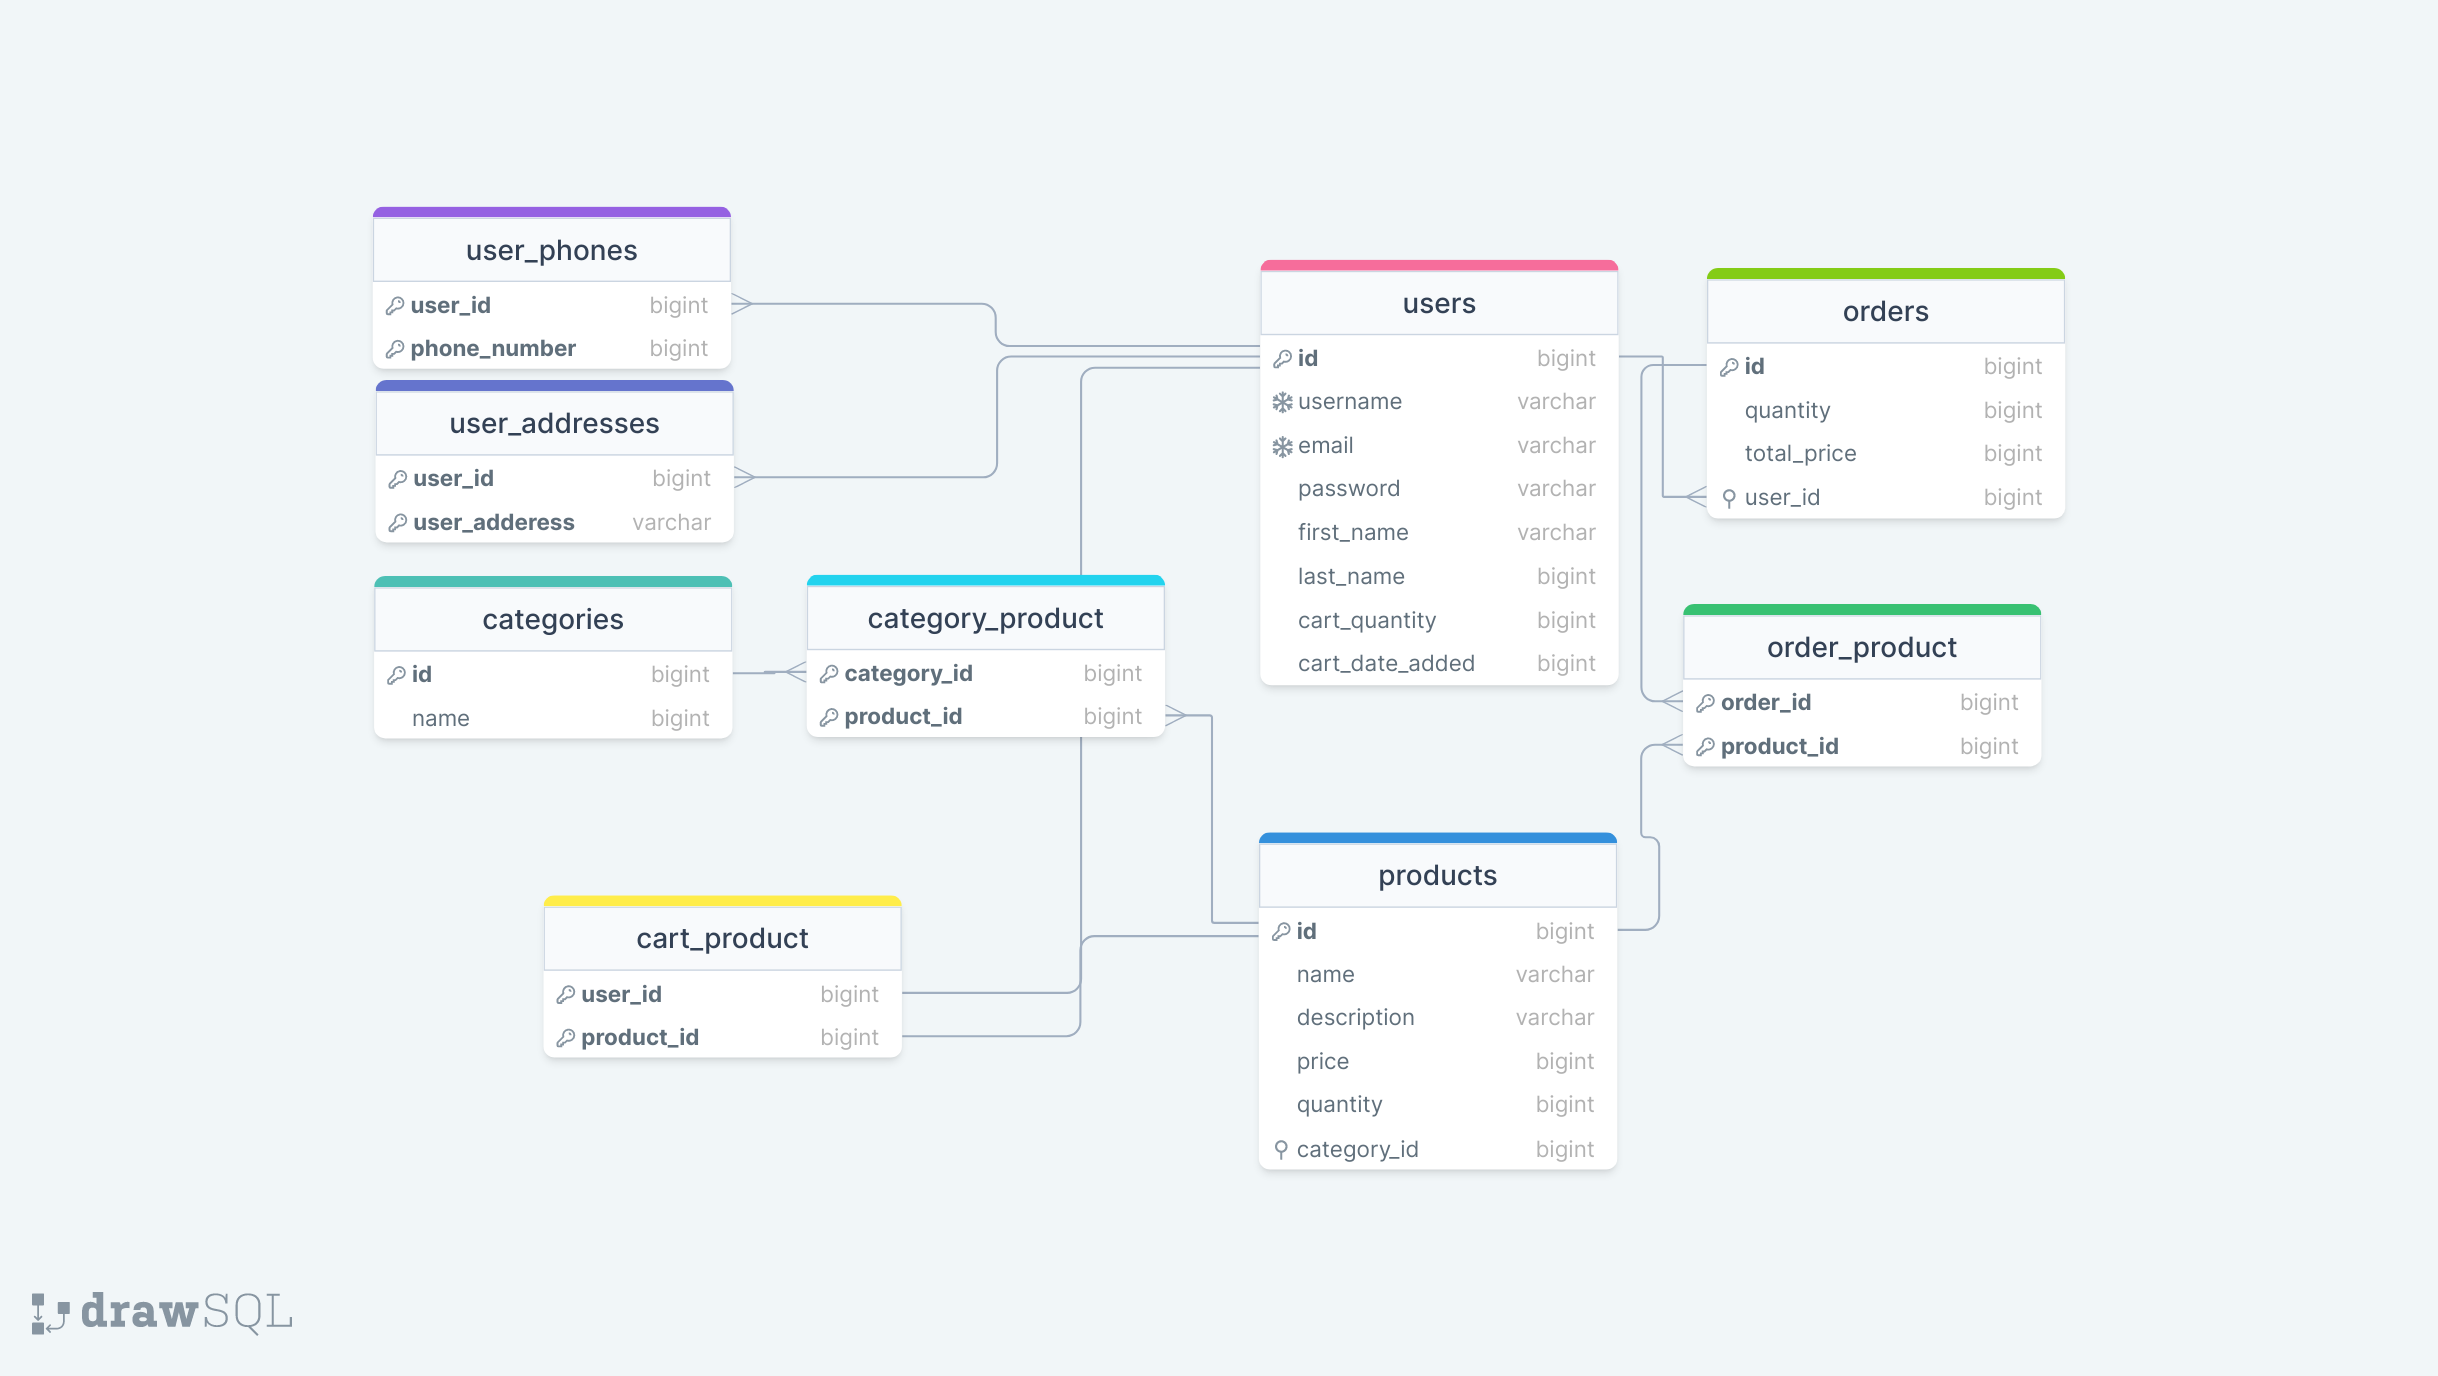 user_phones
user_id bigint
phone_number bigint
user_addresses
user_id bigint
user_adderess varchar
categories
id bigint
name bigint
category_product
category_id bigint
product_id bigint
cart_product
user_id bigint
product_id bigint
users
id bigint
username varchar
email varchar
password varchar
first_name varchar
last_name bigint
cart_quantity bigint
cart_date_added bigint
products
id bigint
name varchar
description varchar
price bigint
quantity bigint
category_id bigint
orders
id bigint
quantity bigint
total_price bigint
user_id bigint
order_product
order_id bigint
product_id bigint
drawSQL